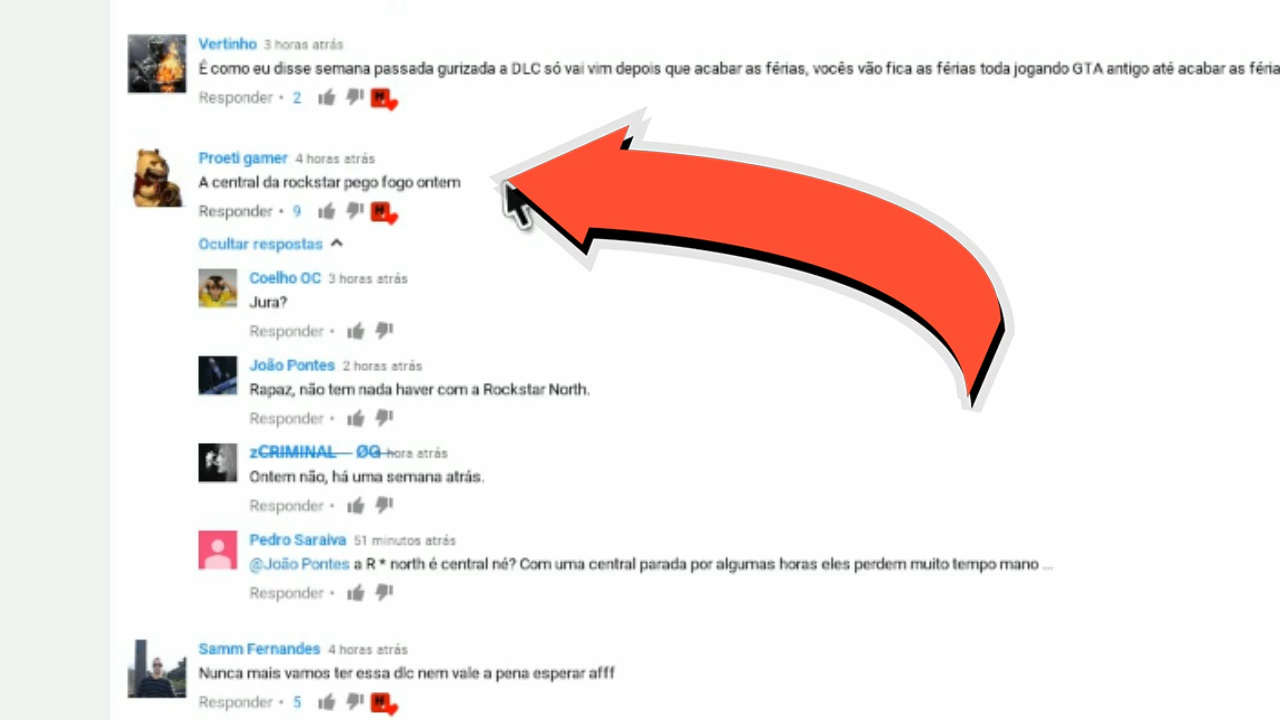 Vertinho 3 horas atrás
É como eu disse semana passada gurizada a DLC só vai vim depois que acabar as férias, vocês vão fica as férias toda jogando GTA antigo até acabar as féria
Responder • 2
Proeti gamer 4 horas atrás
A central da rockstar pego fogo ontem
Responder • 9
Ocultar respostas
Coelho OC 3 horas atrás
Jura?
Responder •
João Pontes 2 horas atrás
Rapaz, não tem nada haver com a Rockstar North.
Responder •
zCRIMINAL ØG hora atrás
Ontem não, há uma semana atrás.
Responder •
Pedro Saraiva 51 minutos atrás
@João Pontes a R * north é central né? Com uma central parada por algumas horas eles perdem muito tempo mano ...
Responder •
Samm Fernandes 4 horas atrás
Nunca mais vamos ter essa dlc nem vale a pena esperar afff
Responder • 5